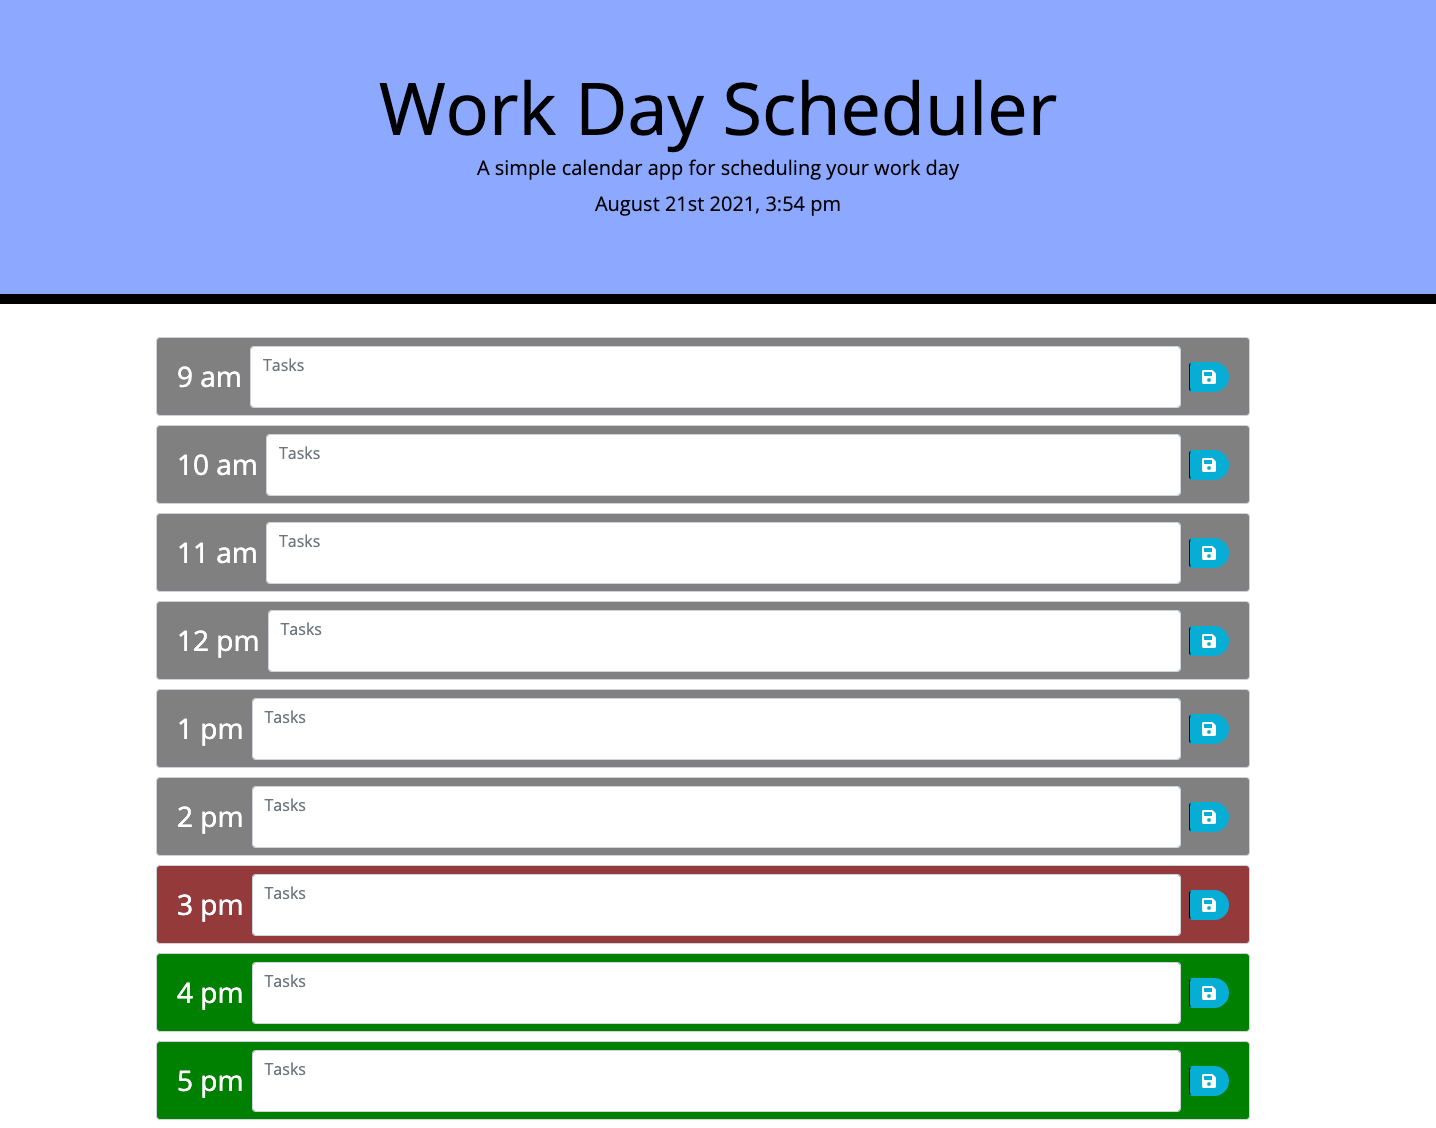 Work Day Scheduler
A simple calendar app for scheduling your work day
August 21st 2021, 3:54 pm
9 am Tasks
10 am Tasks
11 am Tasks
12 pm Tasks
1 pm Tasks
2 pm Tasks
3 pm Tasks
4 pm Tasks
5 pm Tasks